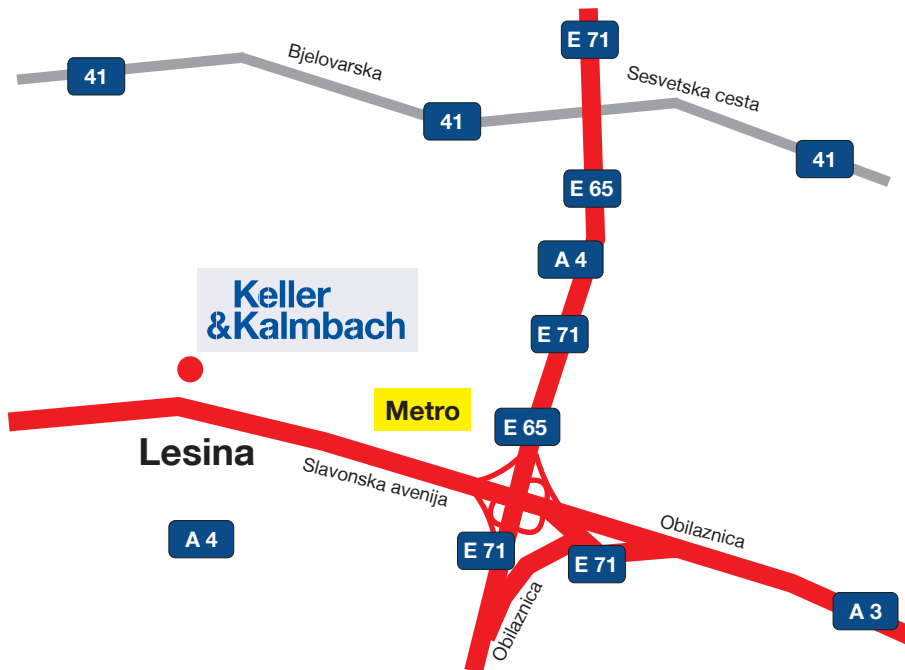 E 71
Bjelovarska
41
Sesvetska cesta
41
41
E 65
A 4
Keller
&Kalmbach
E 71
Metro
E 65
Lesina
Slavonska avenija
A 4
Obilaznica
E 71
E 71
Obilaznica
A 3